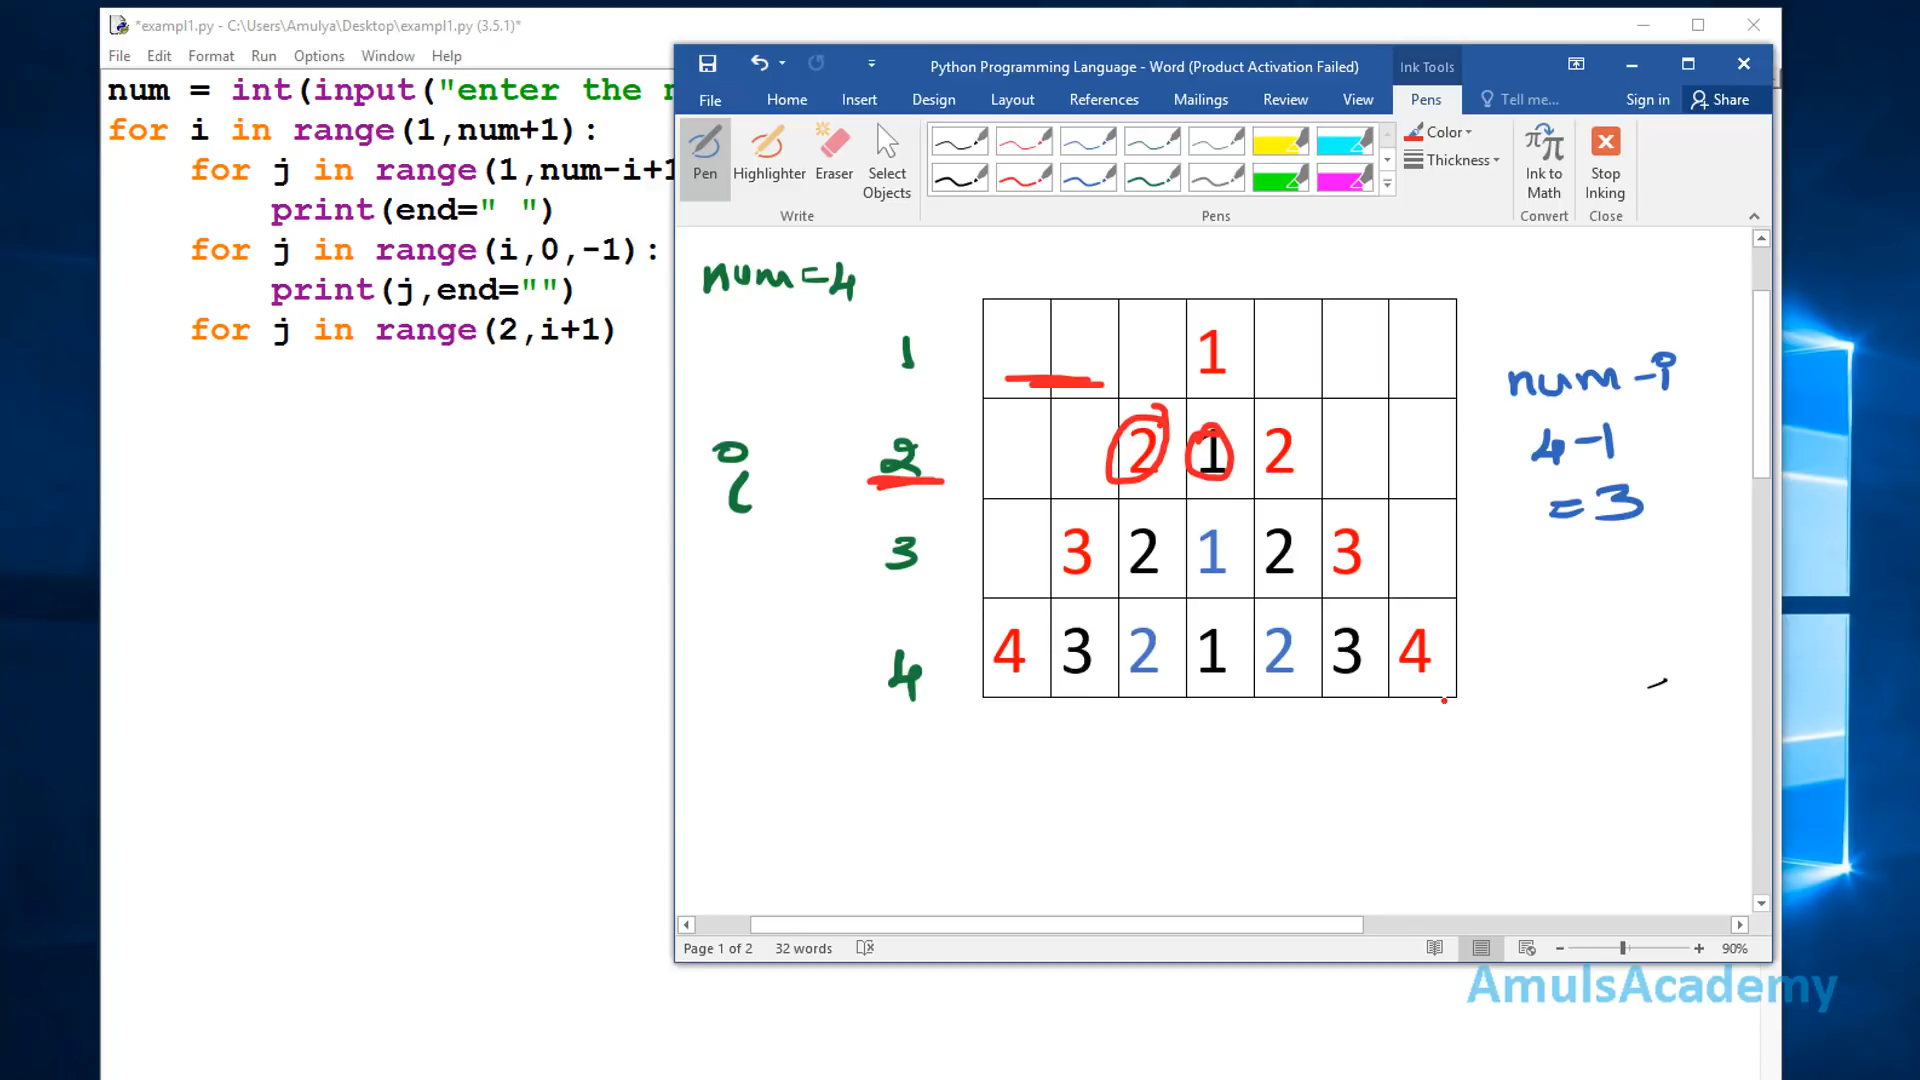 *exampl1.py - C:\Users\Amulya\Desktop\exampl1.py (3.5.1)*
File Edit Format Run Options Window Help
num = int(input("enter the
for i in range(1,num+1):
for j in range(1,num-i+1
print(end=" ")
for j in range(i,0,-1):
print(j,end="")
for j in range(2,i+1)
Python Programming Language - Word (Product Activation Failed)
Ink Tools
File Home Insert Design Layout References Mailings Review View Pens Tell me... Sign in Share
Pen Highlighter Eraser Select Objects
Write
Pens
Color
Thickness
Ink to Math
Convert
Stop Inking
Close
num=4
1 1
i 2 2 1 2
3 3 2 1 2 3
4 4 3 2 1 2 3 4
num-i
4-1
=3
Page 1 of 2 32 words 90%
AmulsAcademy